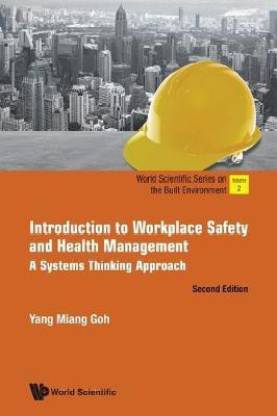 World Scientific Series on
the Built Environment
Volume
2
Introduction to Workplace Safety
and Health Management
A Systems Thinking Approach
Second Edition
Yang Miang Goh
World Scientific